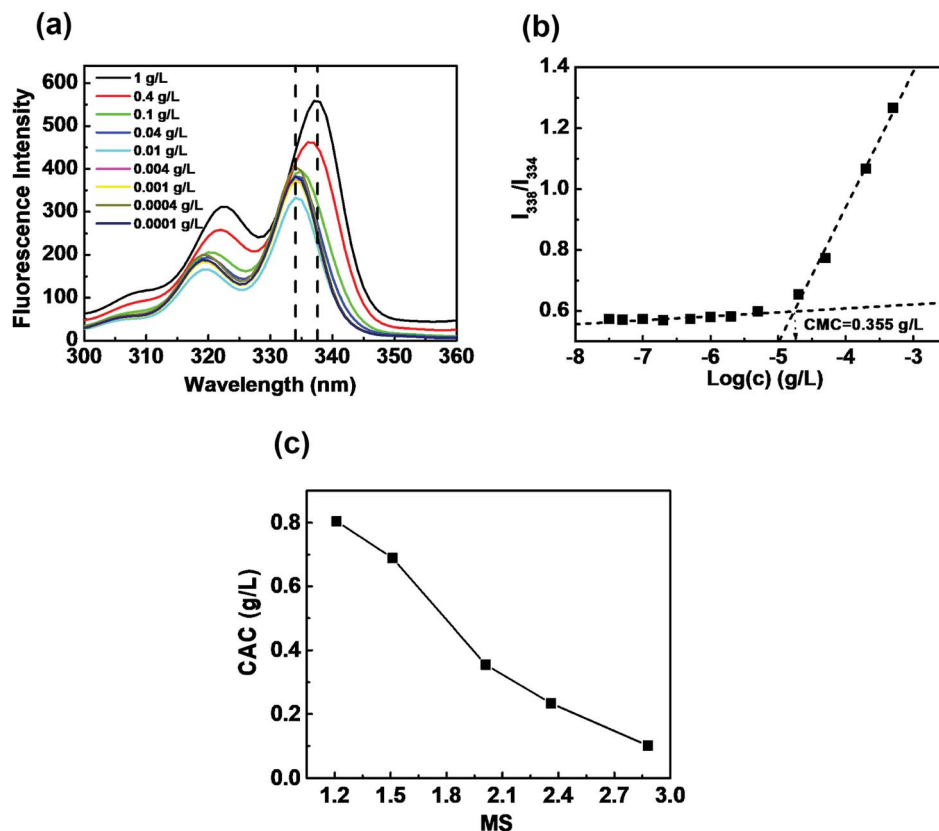 (a)
600
500
400
300
200
100
0
1 g/L
0.4 g/L
0.1 g/L
0.04 g/L
0.01 g/L
0.004 g/L
0.001 g/L
0.0004 g/L
0.0001 g/L
Fluorescence Intensity
300 310 320 330 340 350 360
Wavelength (nm)
(b)
1.4
1.2
1.0
0.8
0.6
I338/I334
CMC=0.355 g/L
-8 -7 -6 -5 -4 -3
Log(c) (g/L)
(c)
0.8
0.6
0.4
0.2
0.0
CAC (g/L)
1.2 1.5 1.8 2.1 2.4 2.7 3.0
MS